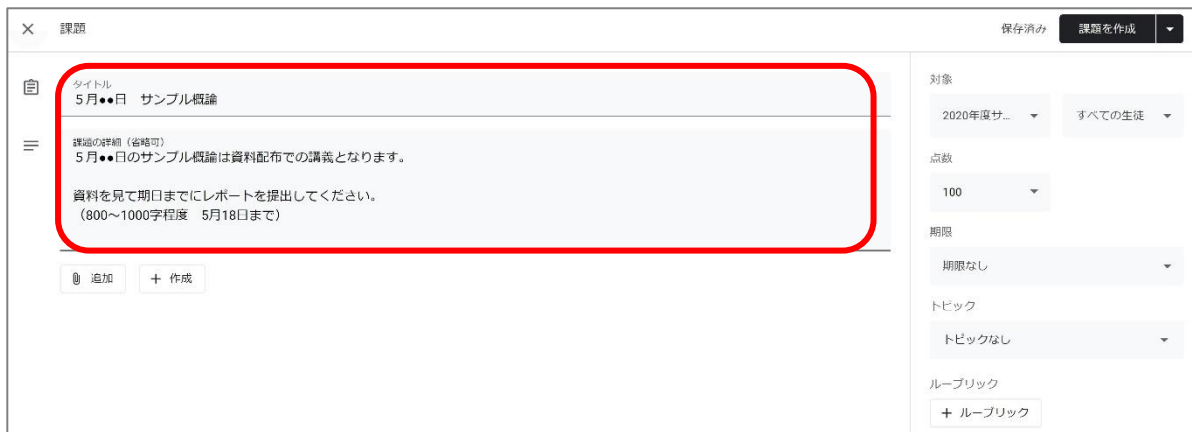 課題
保存済み
課題を作成
タイトル
5月●●日　サンプル概論
課題の詳細（省略可）
5月●●日のサンプル概論は資料配布での講義となります。
資料を見て期日までにレポートを提出してください。
（800～1000字程度　5月18日まで）
追加
作成
対象
2020年度サ...
すべての生徒
点数
100
期限
期限なし
トピック
トピックなし
ルーブリック
+ ルーブリック